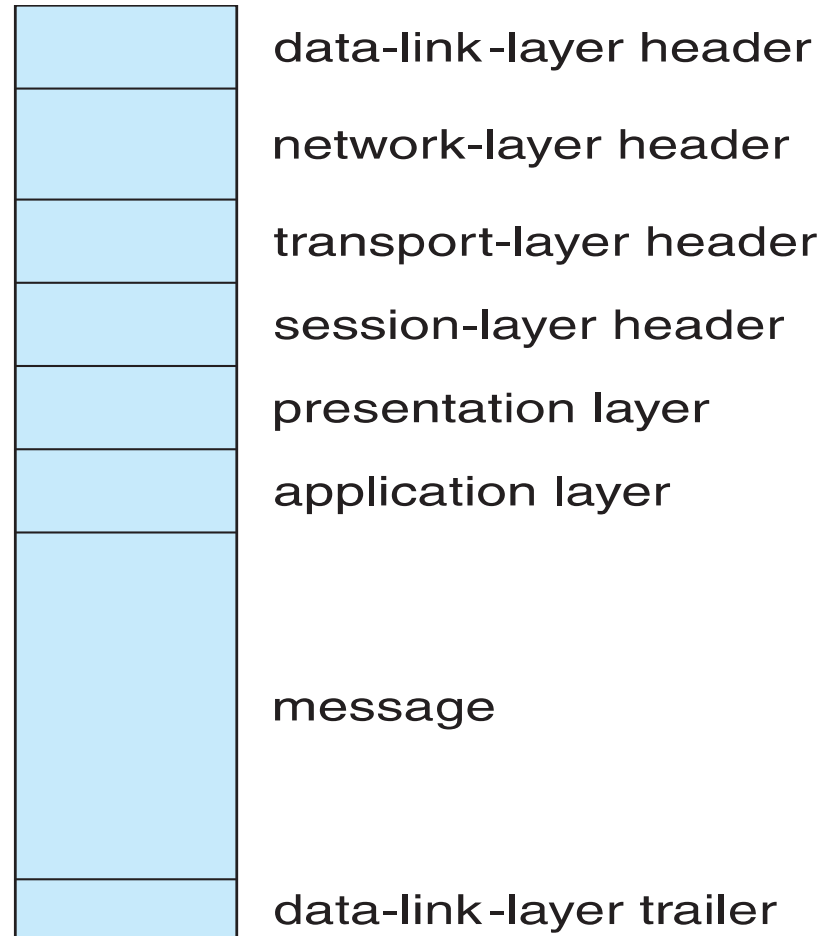 data-link-layer header
network-layer header
transport-layer header
session-layer header
presentation layer
application layer
message
data-link-layer trailer